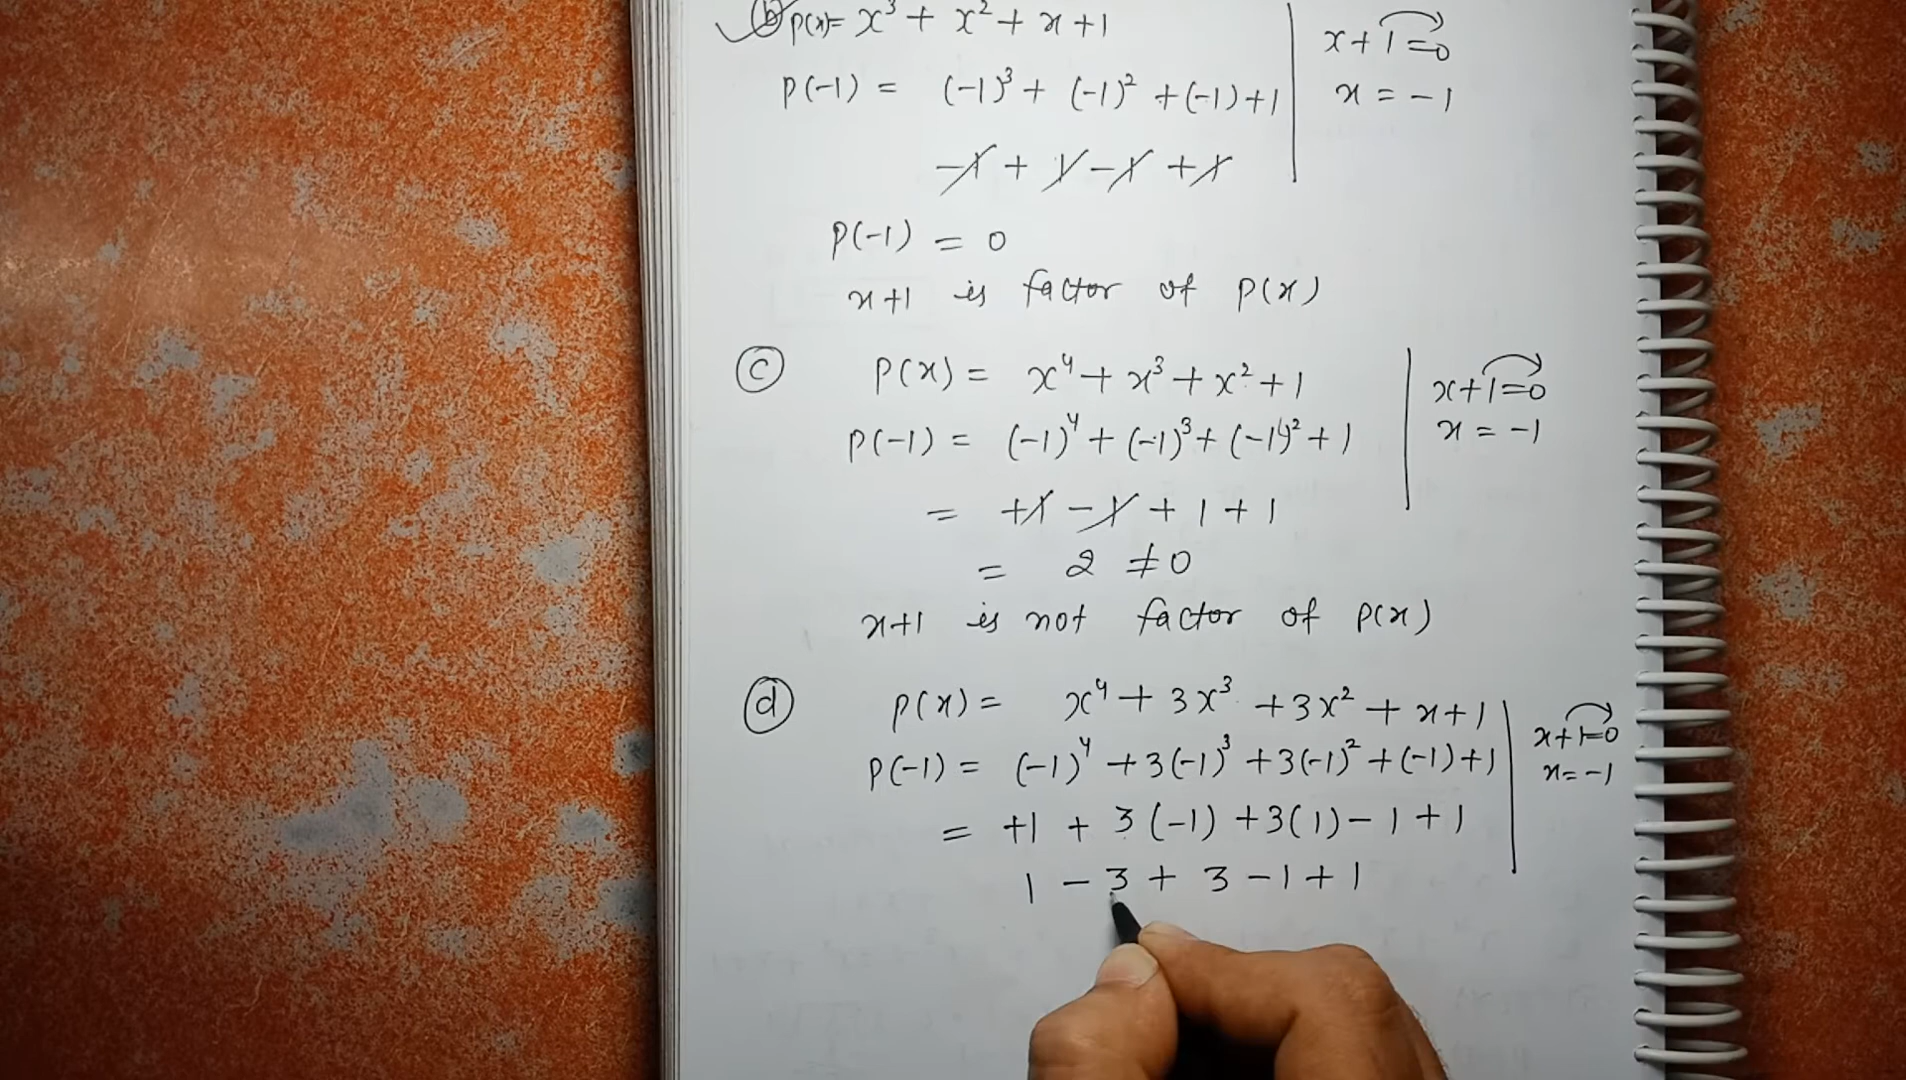 (b) p(x)= x³ + x² + x + 1
x+1=0
P(-1) = (-1)³ + (-1)² + (-1) + 1
x = -1
-1 + 1 - 1 + 1
P(-1) = 0
x+1 is factor of P(x)
(c) P(x) = x⁴ + x³ + x² + 1
x+1=0
P(-1) = (-1)⁴ + (-1)³ + (-1)² + 1
x = -1
= +1 - 1 + 1 + 1
= 2 ≠ 0
x+1 is not factor of p(x)
(d) P(x) = x⁴ + 3x³ + 3x² + x + 1
x+1=0
P(-1) = (-1)⁴ + 3(-1)³ + 3(-1)² + (-1) + 1
x = -1
= +1 + 3(-1) + 3(1) - 1 + 1
1 - 3 + 3 - 1 + 1